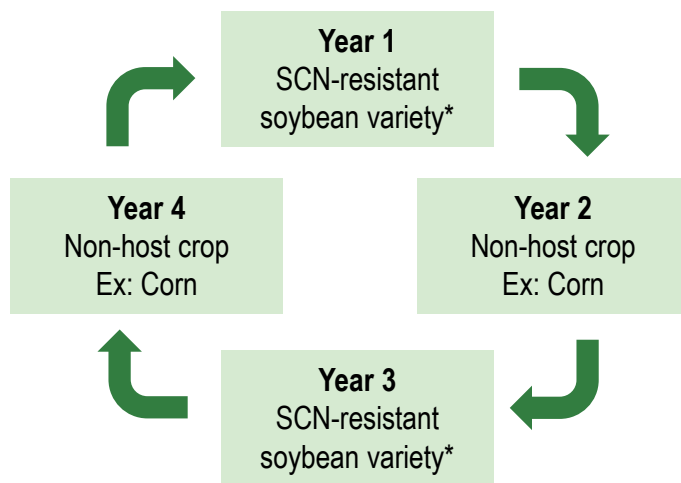 Year 1
SCN-resistant
soybean variety*
Year 4
Non-host crop
Ex: Corn
Year 2
Non-host crop
Ex: Corn
Year 3
SCN-resistant
soybean variety*